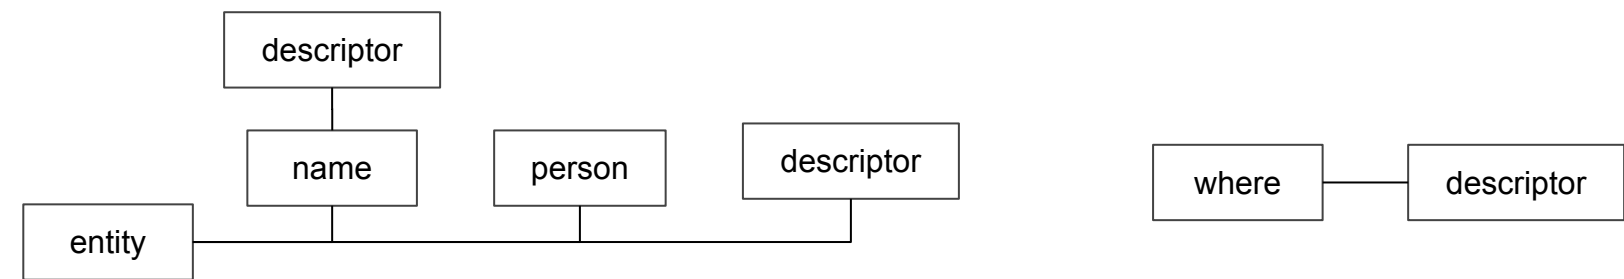 descriptor
name
person
descriptor
where
descriptor
entity